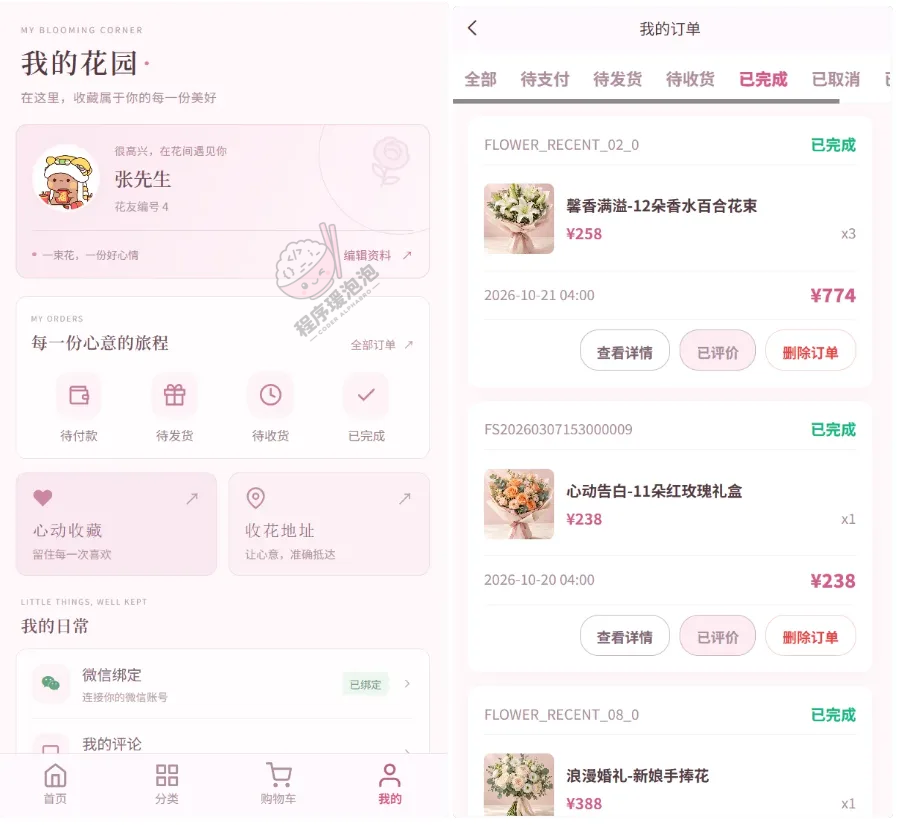 MY BLOOMING CORNER
我的花园
在这里，收藏属于你的每一份美好
很高兴，在花间遇见你
张先生
花友编号 4
一束花，一份好心情
编辑资料
程序瑗泡泡
CODER ALPHABRO
MY ORDERS
每一份心意的旅程
全部订单
待付款
待发货
待收货
已完成
心动收藏
留住每一次喜欢
收花地址
让心意，准确抵达
LITTLE THINGS, WELL KEPT
我的日常
微信绑定
连接你的微信账号
已绑定
我的评论
首页
分类
购物车
我的
我的订单
全部 待支付 待发货 待收货 已完成 已取消
FLOWER_RECENT_02_0
已完成
馨香满溢-12朵香水百合花束
¥258
x3
2026-10-21 04:00
¥774
查看详情
已评价
删除订单
FS20260307153000009
已完成
心动告白-11朵红玫瑰礼盒
¥238
x1
2026-10-20 04:00
¥238
查看详情
已评价
删除订单
FLOWER_RECENT_08_0
已完成
浪漫婚礼-新娘手捧花
¥388
x1